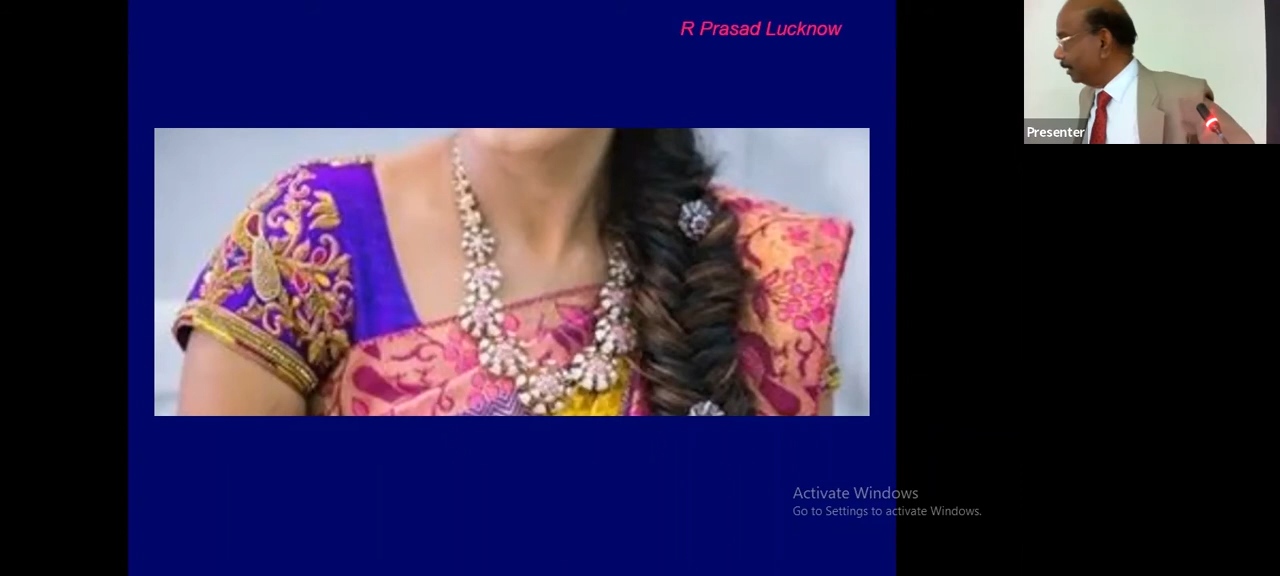 R Prasad Lucknow
Presenter
Activate Windows
Go to Settings to activate Windows.